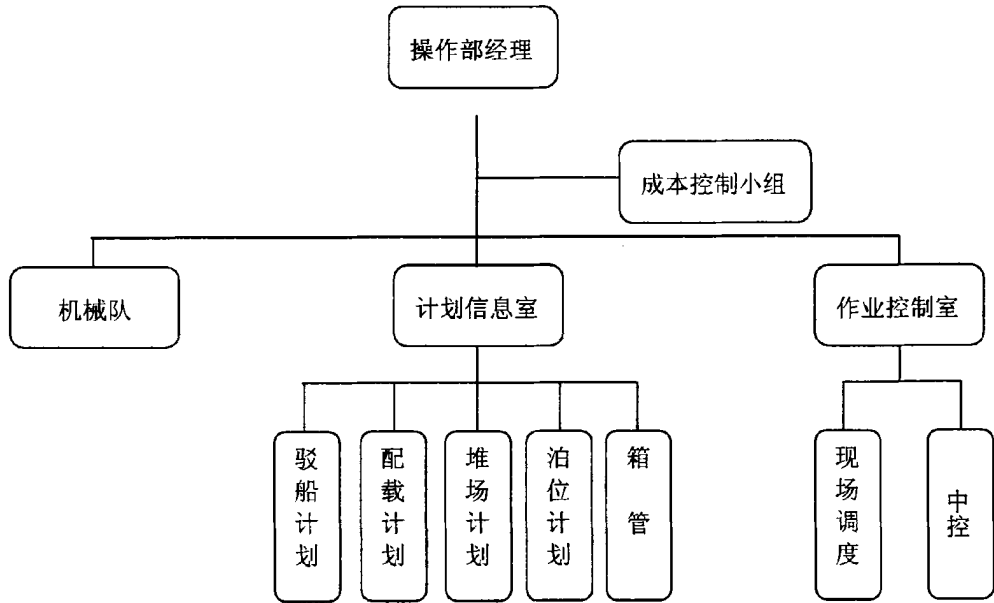 操作部经理
成本控制小组
机械队
计划信息室
作业控制室
驳船计划
配载计划
堆场计划
泊位计划
箱管
现场调度
中控